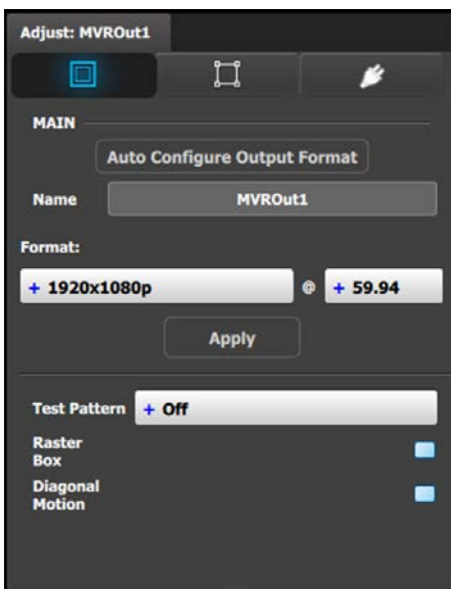 Adjust: MVROut1
MAIN
Auto Configure Output Format
Name MVROut1
Format:
+ 1920x1080p @ + 59.94
Apply
Test Pattern + Off
Raster
Box
Diagonal
Motion